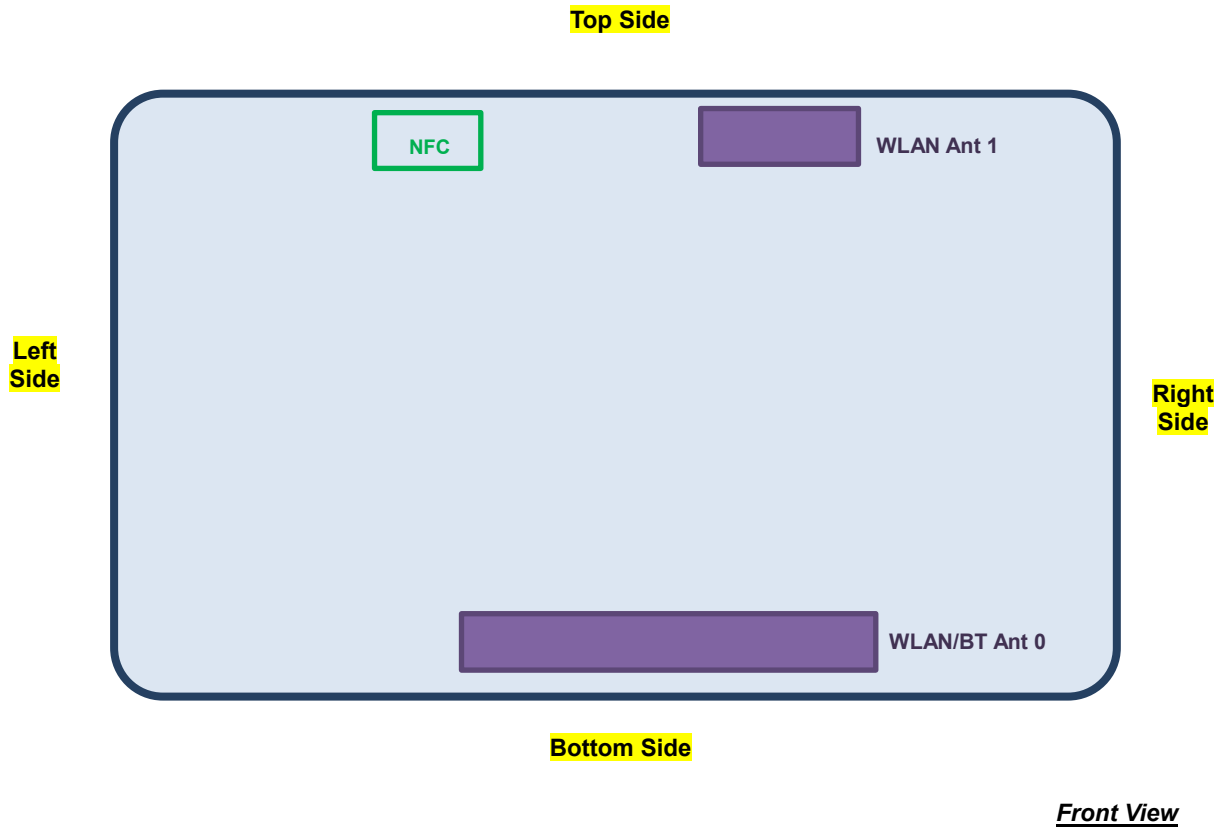 Top Side
NFC
WLAN Ant 1
Left
Side
Right
Side
WLAN/BT Ant 0
Bottom Side
Front View